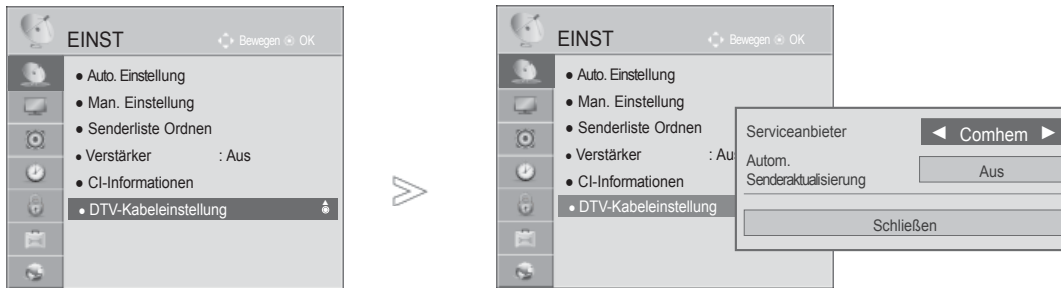 EINST
Bewegen OK
● Auto. Einstellung
● Man. Einstellung
● Senderliste Ordnen
● Verstärker : Aus
● CI-Informationen
● DTV-Kabeleinstellung
EINST
Bewegen OK
● Auto. Einstellung
● Man. Einstellung
● Senderliste Ordnen
● Verstärker : Au
● CI-Informationen
● DTV-Kabeleinstellung
Serviceanbieter ◄ Comhem ►
Autom.
Senderaktualisierung Aus
Schließen